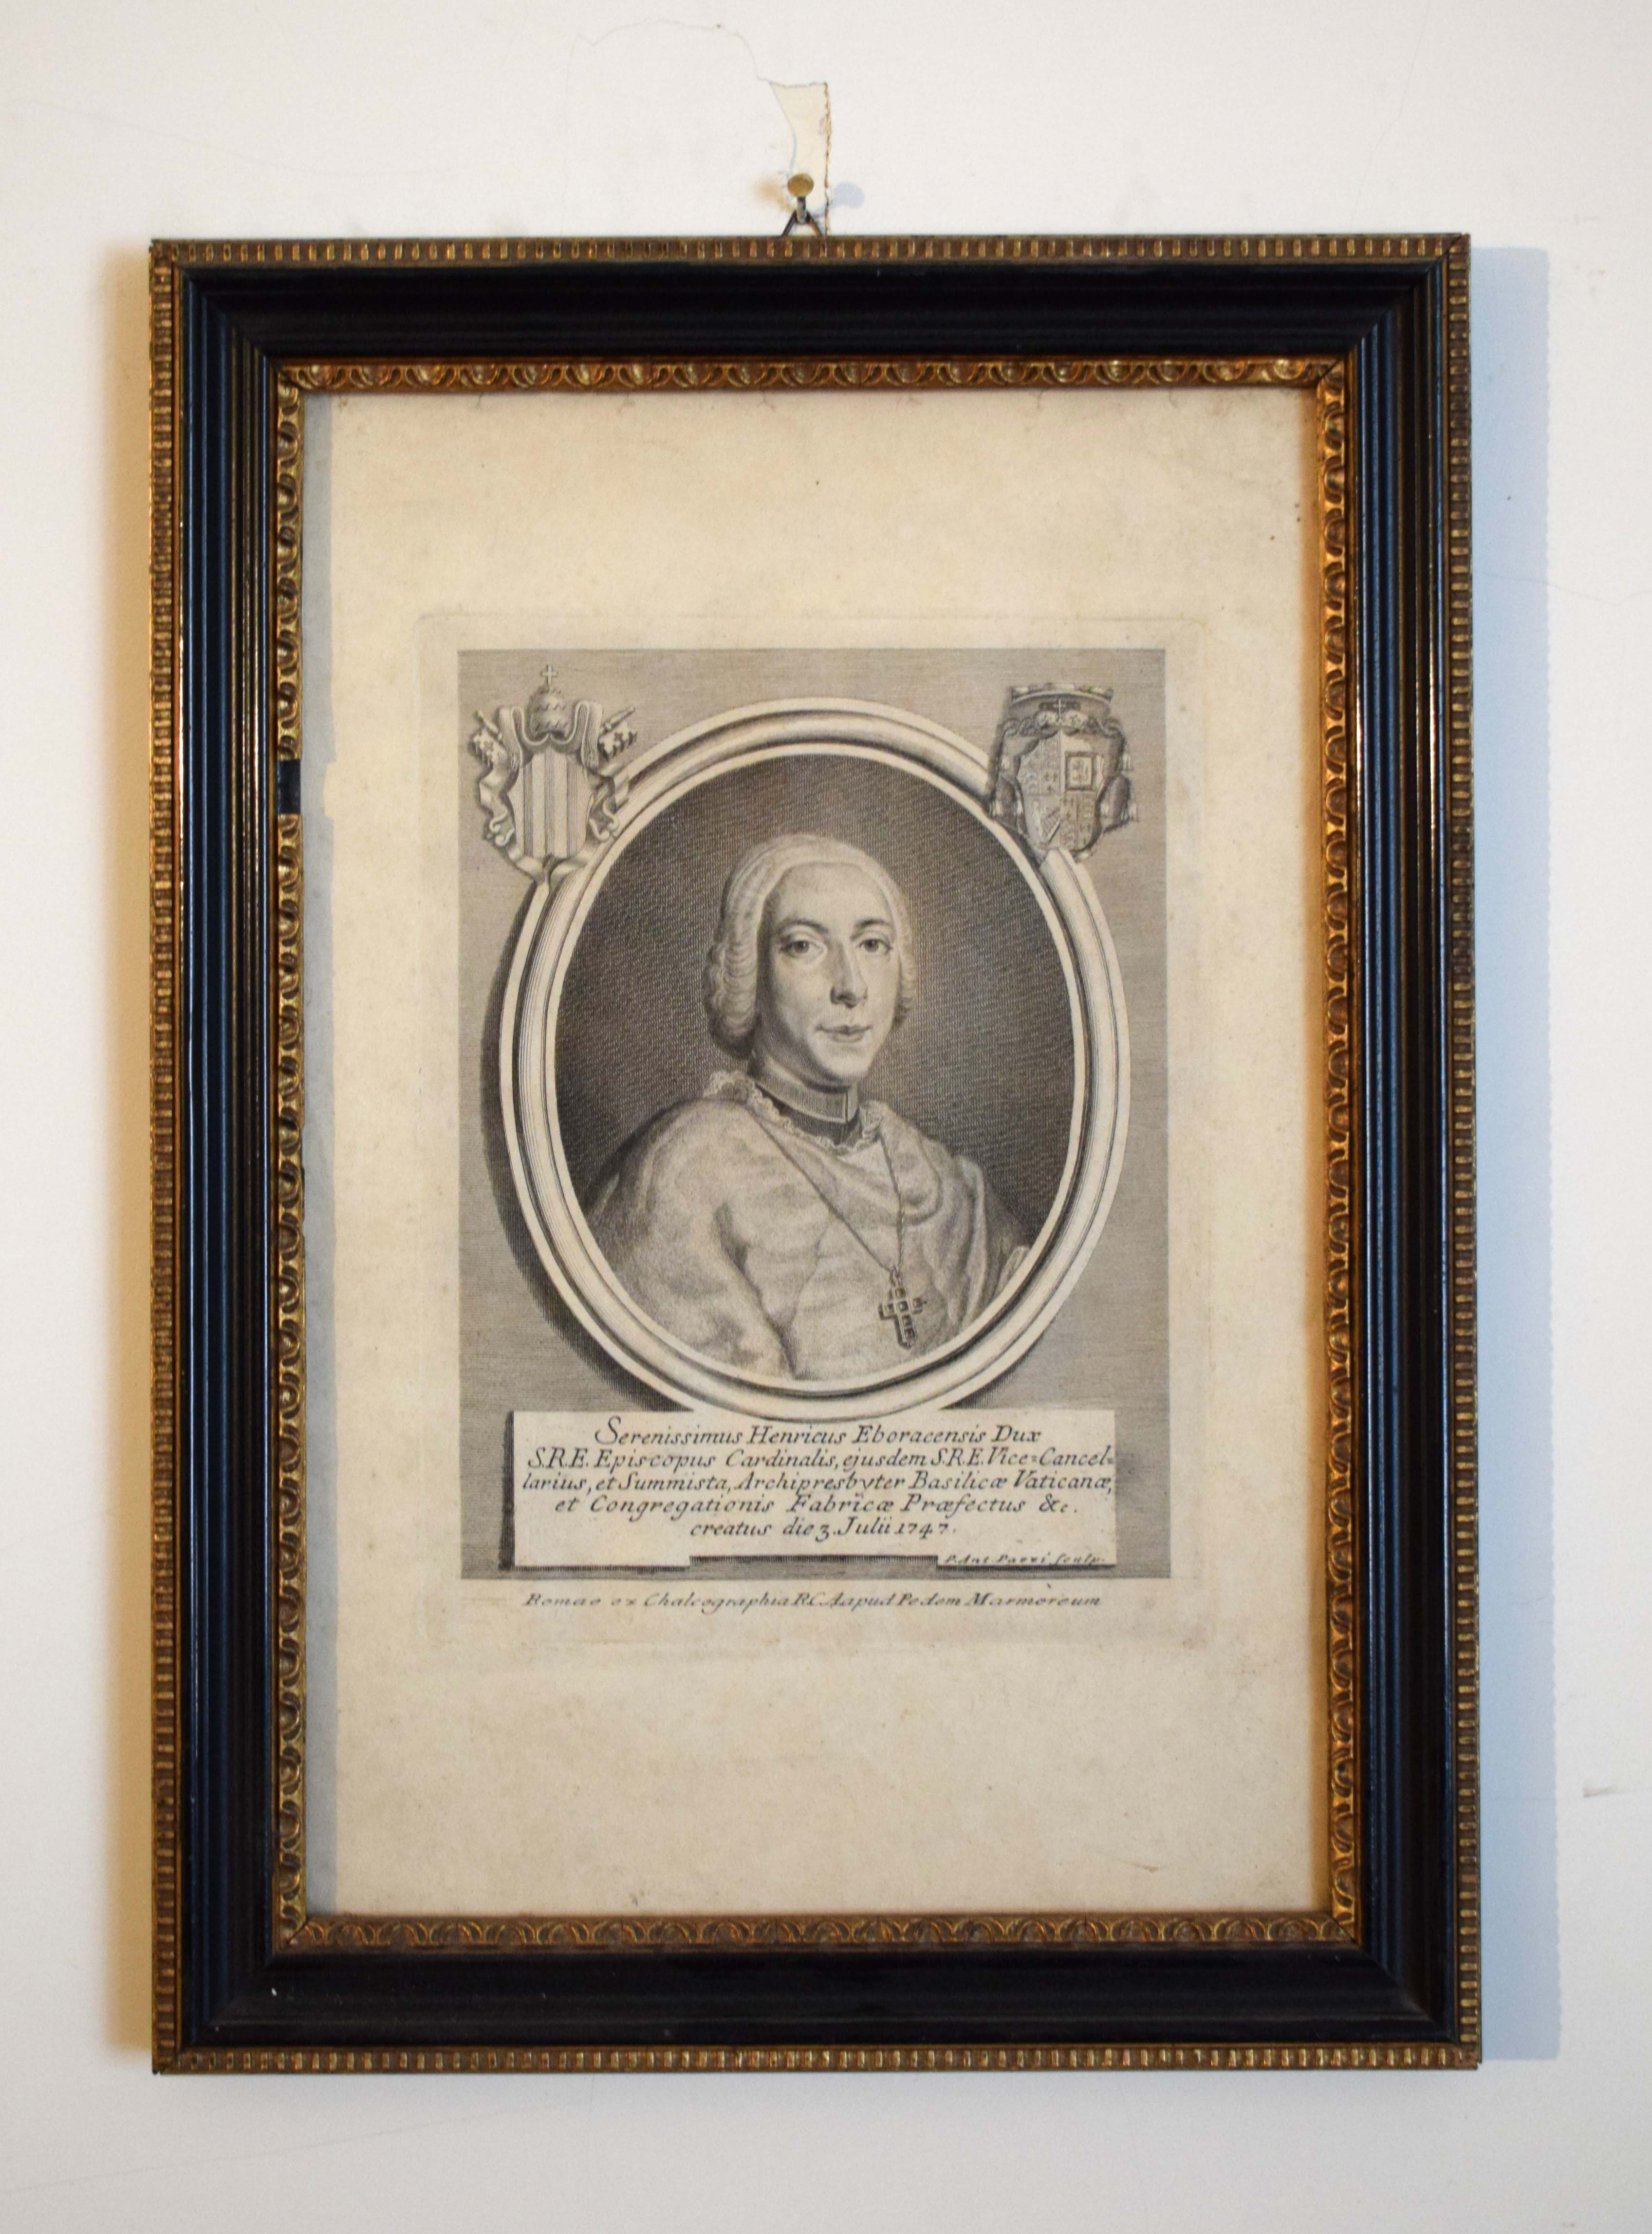 Serenissimus Henricus Eboracensis Dux
S.R.E. Episcopus Cardinalis, ejusdem S.R.E. Vice=Cancel=
larius, et Summista, Archipresbyter Basilicæ Vaticanæ,
et Congregationis Fabricæ Præfectus &c.
creatus die 3. Julii 1747.
P. Ant. Pazzi sculp.
Romae ex Chalcographia R.C.A apud Pedem Marmoreum